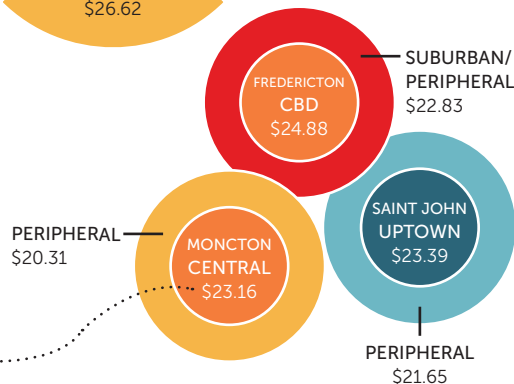 $26.62
FREDERICTON
CBD
$24.88
SUBURBAN/
PERIPHERAL
$22.83
SAINT JOHN
UPTOWN
$23.39
PERIPHERAL
$20.31
MONCTON
CENTRAL
$23.16
PERIPHERAL
$21.65